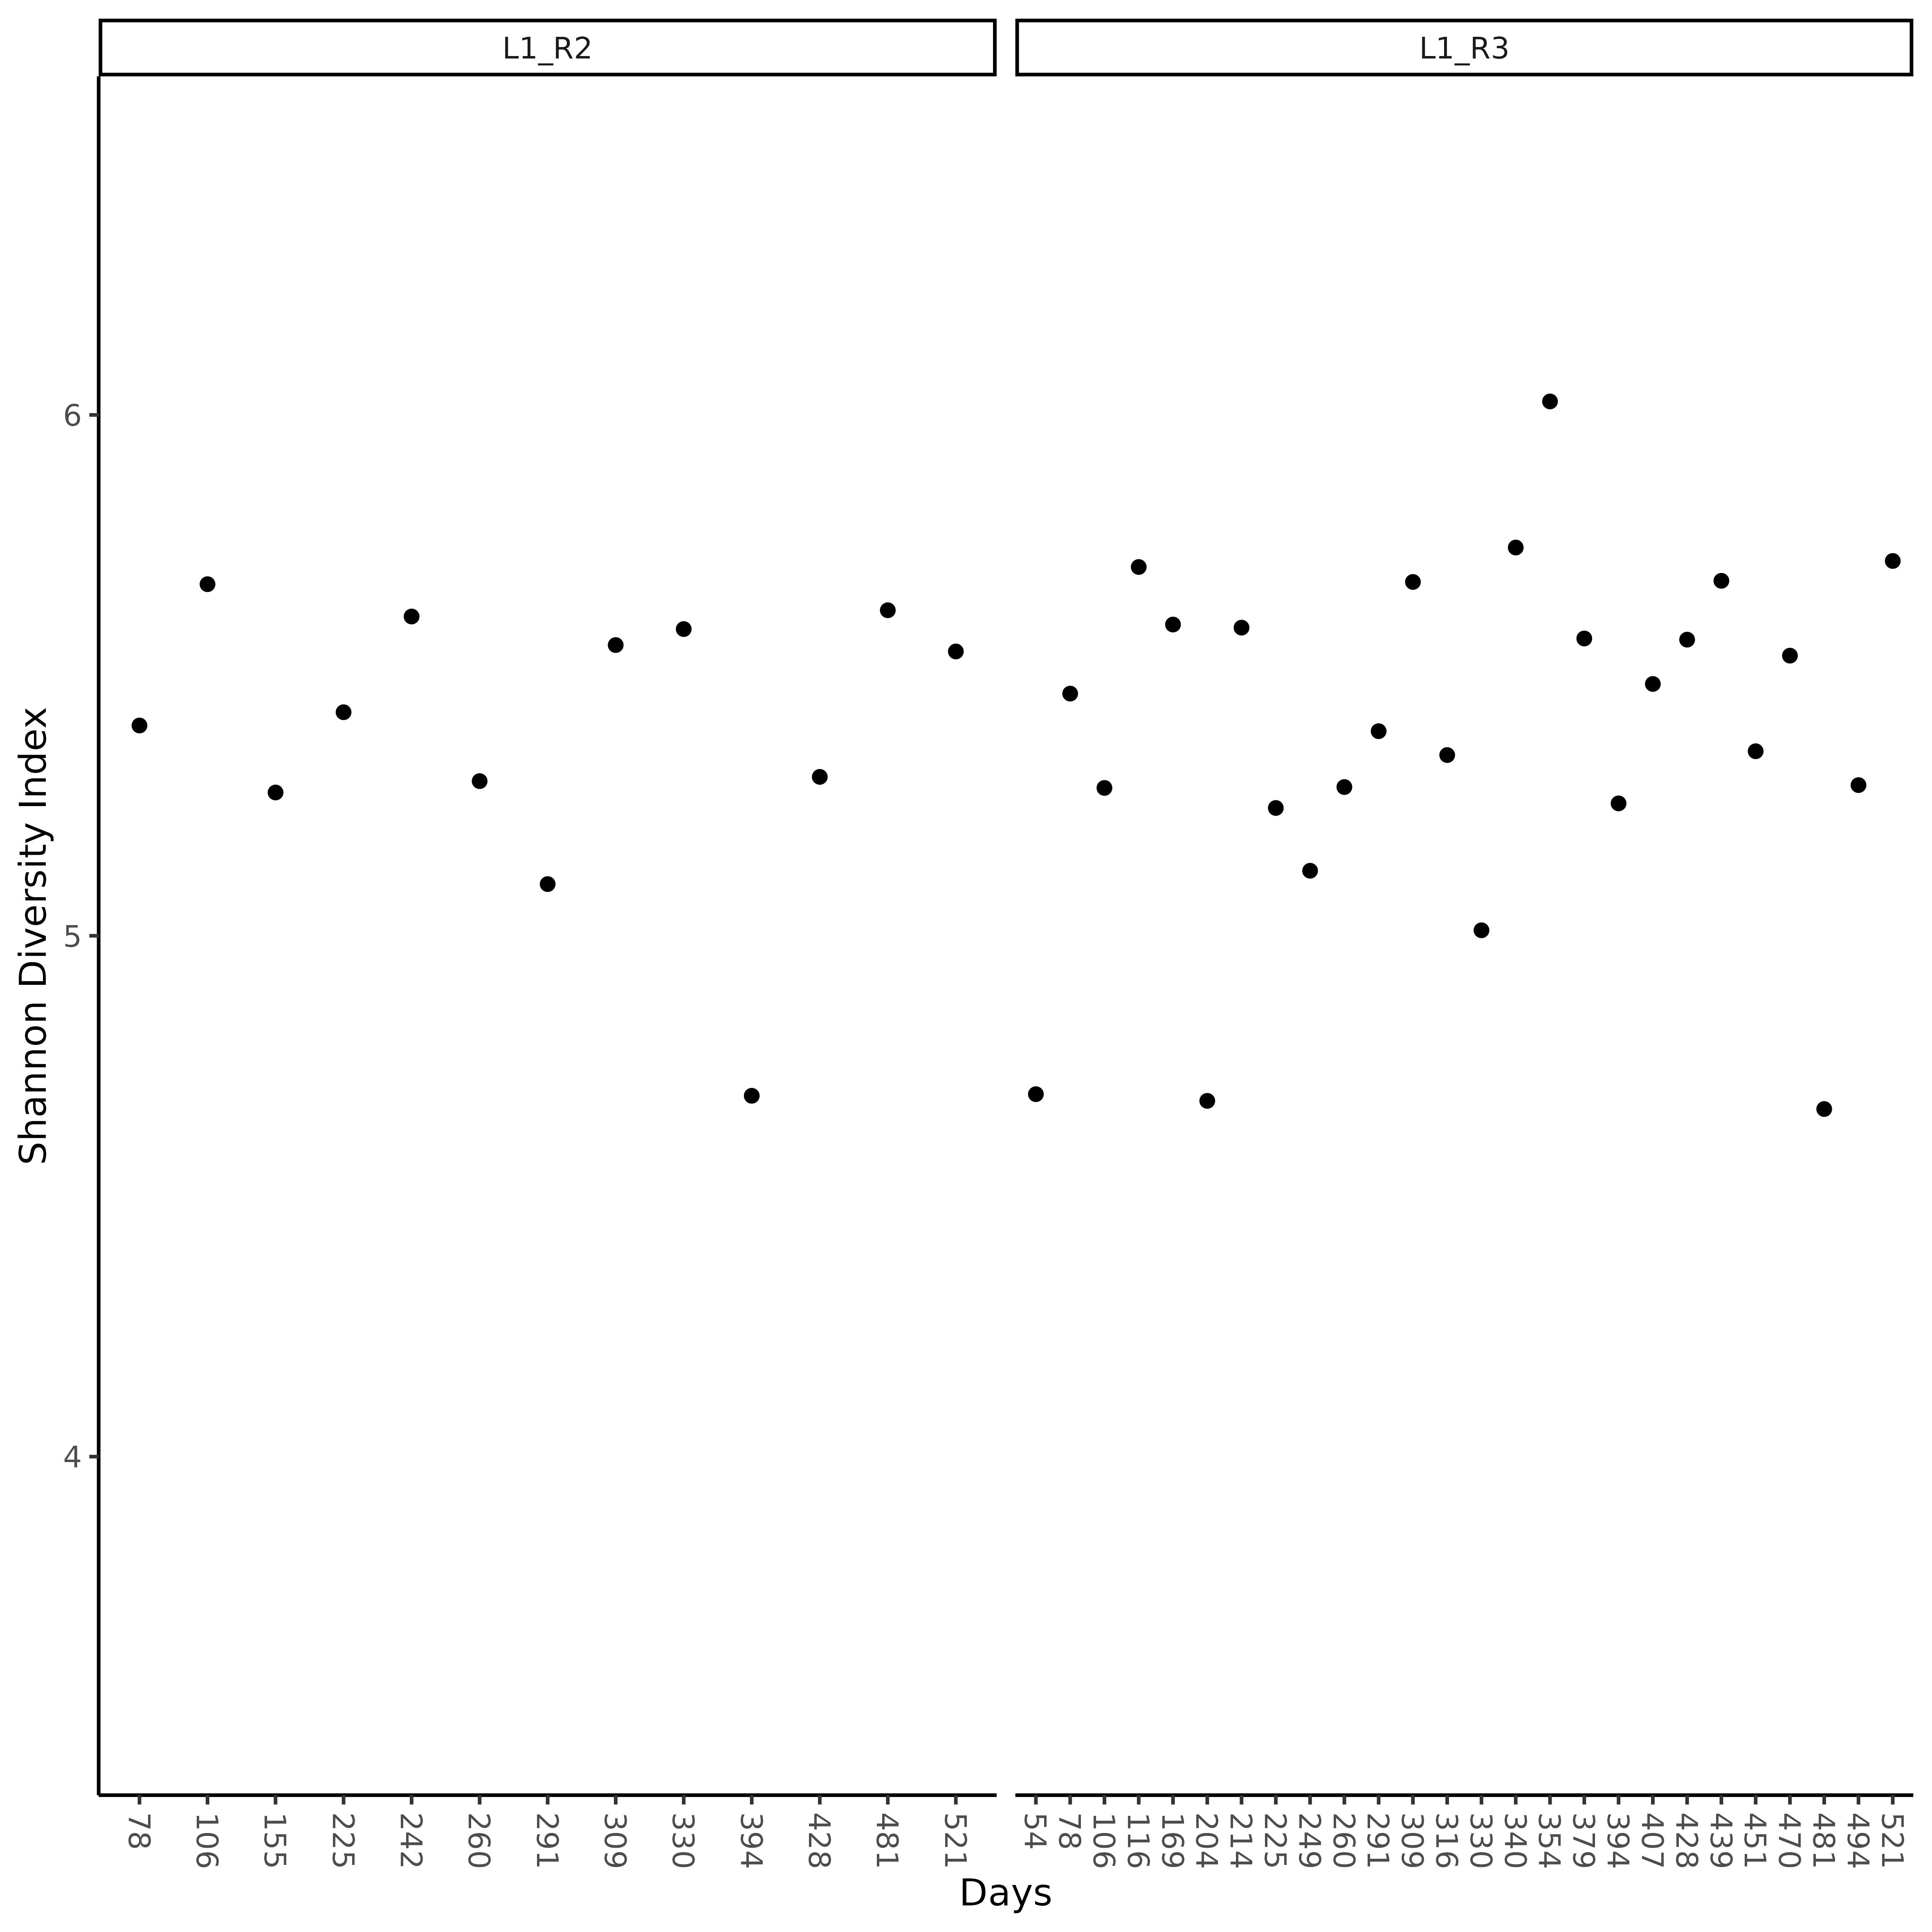 L1_R2
L1_R3
Shannon Diversity Index
6
5
4
78 106 155 225 242 260 291 309 330 394 428 481 521
54 78 106 116 169 204 214 225 249 260 291 309 316 330 340 354 379 394 407 428 439 451 470 481 494 521
Days